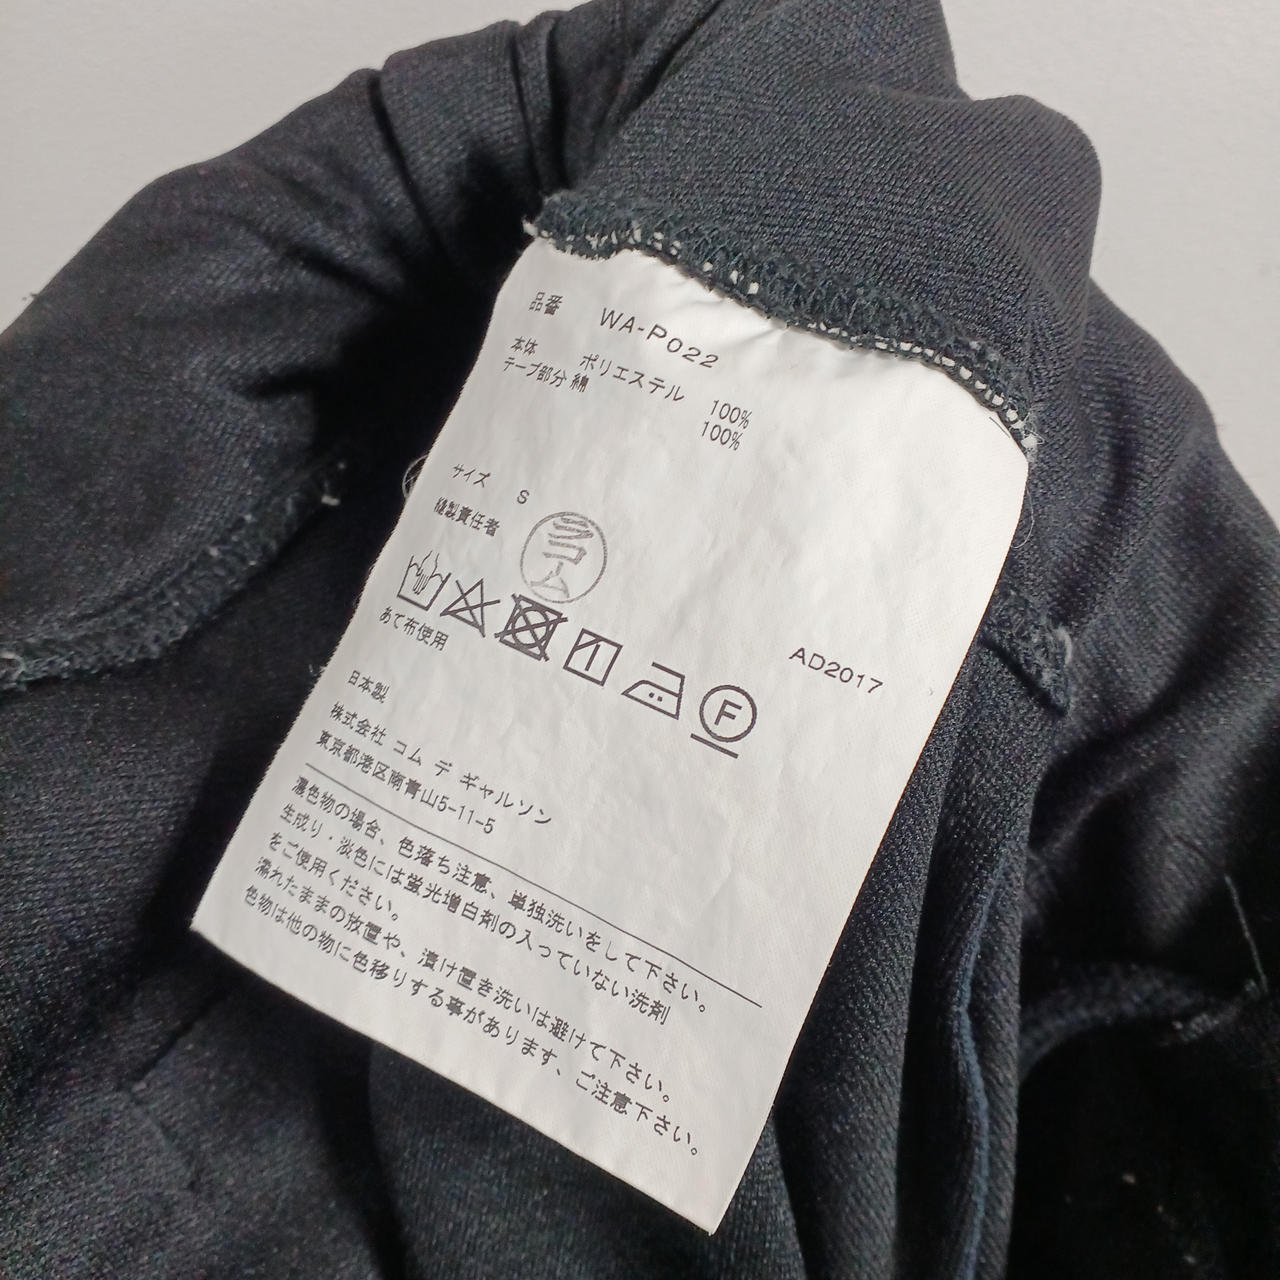 品番 WA-P022
本体 ポリエステル 100%
テープ部分 綿 100%
サイズ S
縫製責任者
コム
AD2017
F
あて布使用
日本製
株式会社 コム デ ギャルソン
東京都港区南青山5-11-5
濃色物の場合、色落ち注意、単独洗いをして下さい。
生成り・淡色には蛍光増白剤の入っていない洗剤
をご使用ください。
濡れたままの放置や、漬け置き洗いは避けて下さい。
色物は他の物に色移りする事があります、ご注意下さい。